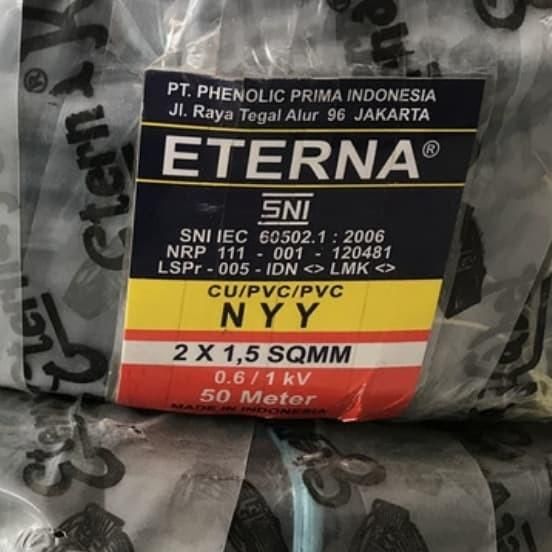 PT. PHENOLIC PRIMA INDONESIA
Jl. Raya Tegal Alur 96 JAKARTA
ETERNA®
SNI
SNI IEC 60502.1 : 2006
NRP 111 - 001 - 120481
LSPr - 005 - IDN <> LMK <>
CU/PVC/PVC
NYY
2 X 1,5 SQMM
0.6 / 1 kV
50 Meter
MADE IN INDONESIA
Eterna